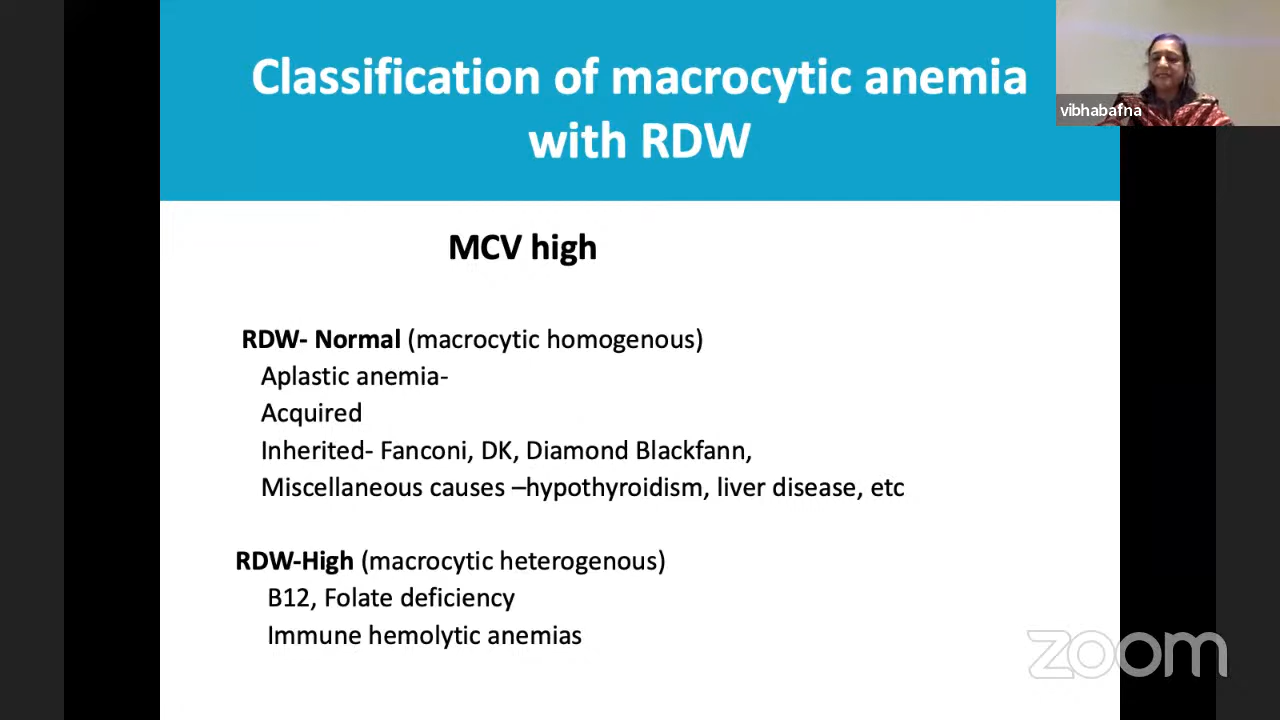 Classification of macrocytic anemia
with RDW
vibhabafna
MCV high
RDW- Normal (macrocytic homogenous)
Aplastic anemia-
Acquired
Inherited- Fanconi, DK, Diamond Blackfann,
Miscellaneous causes –hypothyroidism, liver disease, etc
RDW-High (macrocytic heterogenous)
B12, Folate deficiency
Immune hemolytic anemias
zoom